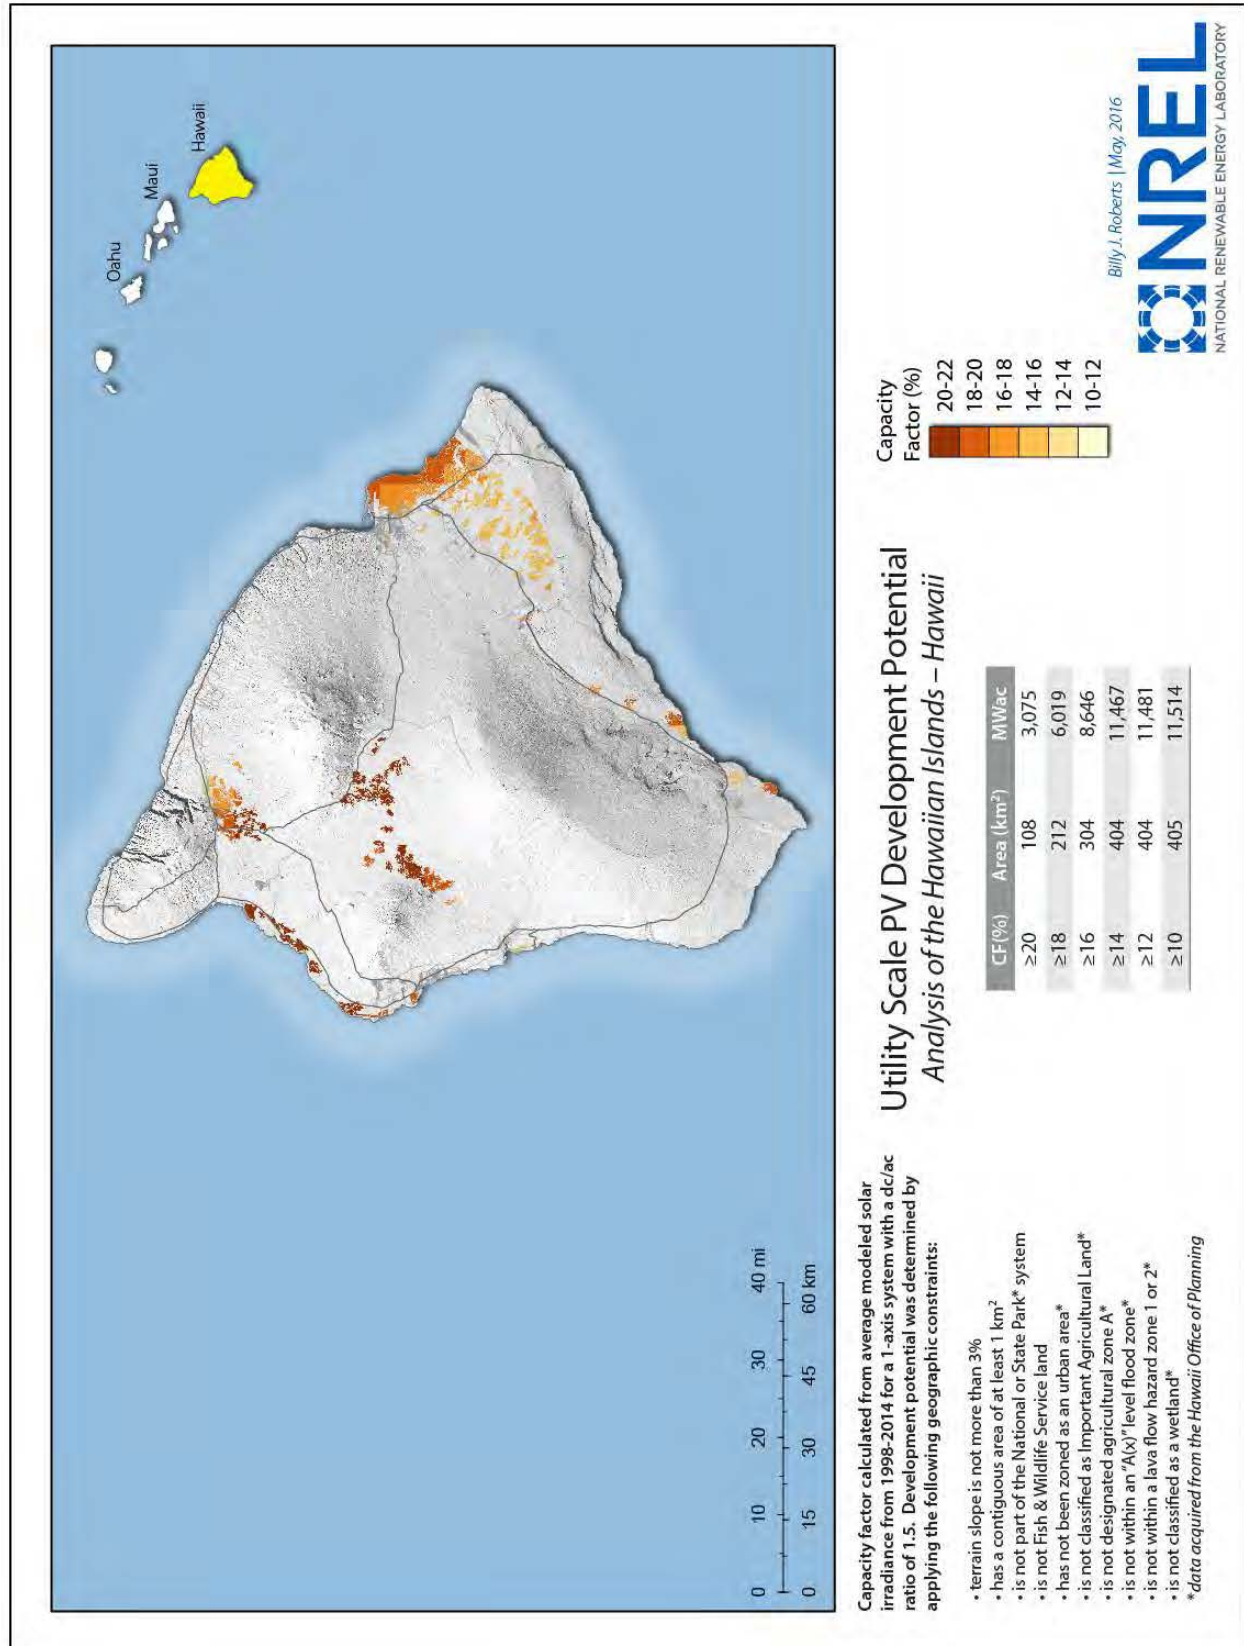 Oahu
Maui
Hawaii
0 10 20 30 40 mi
0 15 30 45 60 km
Capacity factor calculated from average modeled solar
irradiance from 1998-2014 for a 1-axis system with a dc/ac
ratio of 1.5. Development potential was determined by
applying the following geographic constraints:
• terrain slope is not more than 3%
• has a contiguous area of at least 1 km²
• is not part of the National or State Park* system
• is not Fish & Wildlife Service land
• has not been zoned as an urban area*
• is not classified as Important Agricultural Land*
• is not designated agricultural zone A*
• is not within an "A(x)" level flood zone*
• is not within a lava flow hazard zone 1 or 2*
• is not classified as a wetland*
*data acquired from the Hawaii Office of Planning
Utility Scale PV Development Potential
Analysis of the Hawaiian Islands – Hawaii
CF(%) Area (km²) MWac
≥20 108 3,075
≥18 212 6,019
≥16 304 8,646
≥14 404 11,467
≥12 404 11,481
≥10 405 11,514
Capacity
Factor (%)
20-22
18-20
16-18
14-16
12-14
10-12
Billy J. Roberts | May, 2016
NREL
NATIONAL RENEWABLE ENERGY LABORATORY